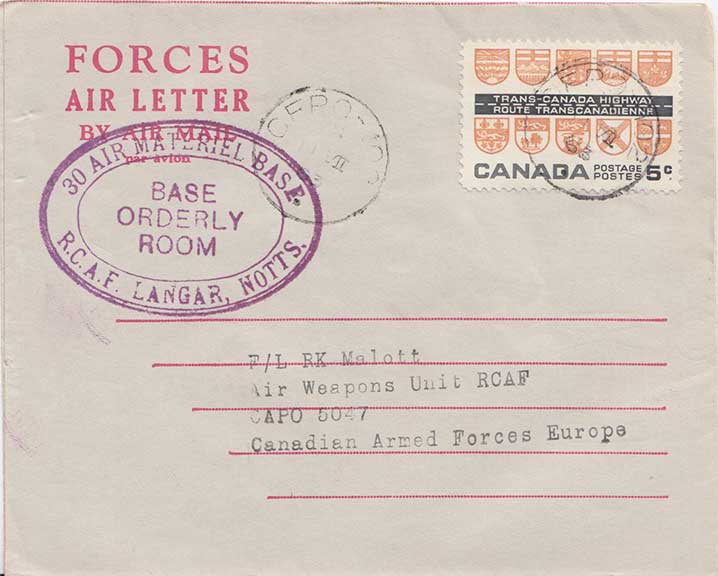 FORCES
AIR LETTER
BY AIR MAIL
par avion
30 AIR MATERIEL BASE.
BASE
ORDERLY
ROOM
R.C.A.F. LANGAR, NOTTS.
TRANS-CANADA HIGHWAY
ROUTE TRANSCANADIENNE
CANADA POSTAGE POSTES 5c
F/L RK Malott
Air Weapons Unit RCAF
CAPO 5047
Canadian Armed Forces Europe